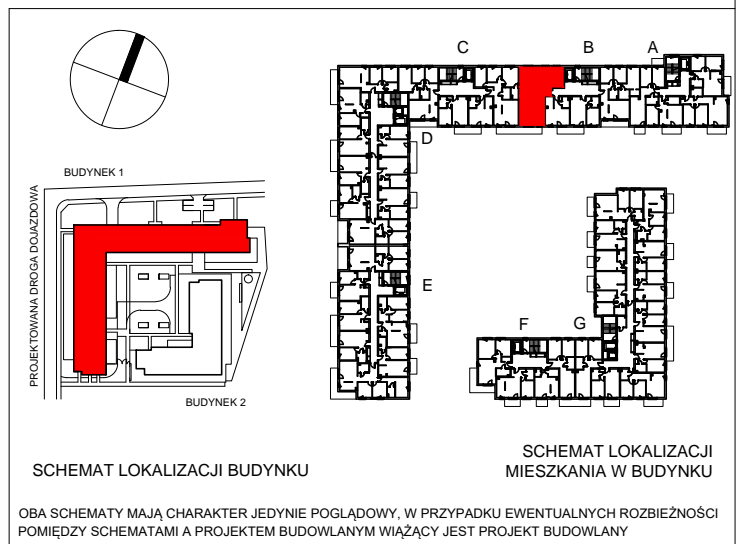 C
B
A
D
BUDYNEK 1
PROJEKTOWANA DROGA DOJAZDOWA
E
F
G
BUDYNEK 2
SCHEMAT LOKALIZACJI BUDYNKU
SCHEMAT LOKALIZACJI
MIESZKANIA W BUDYNKU
OBA SCHEMATY MAJĄ CHARAKTER JEDYNIE POGLĄDOWY, W PRZYPADKU EWENTUALNYCH ROZBIEŻNOŚCI
POMIĘDZY SCHEMATAMI A PROJEKTEM BUDOWLANYM WIĄŻĄCY JEST PROJEKT BUDOWLANY